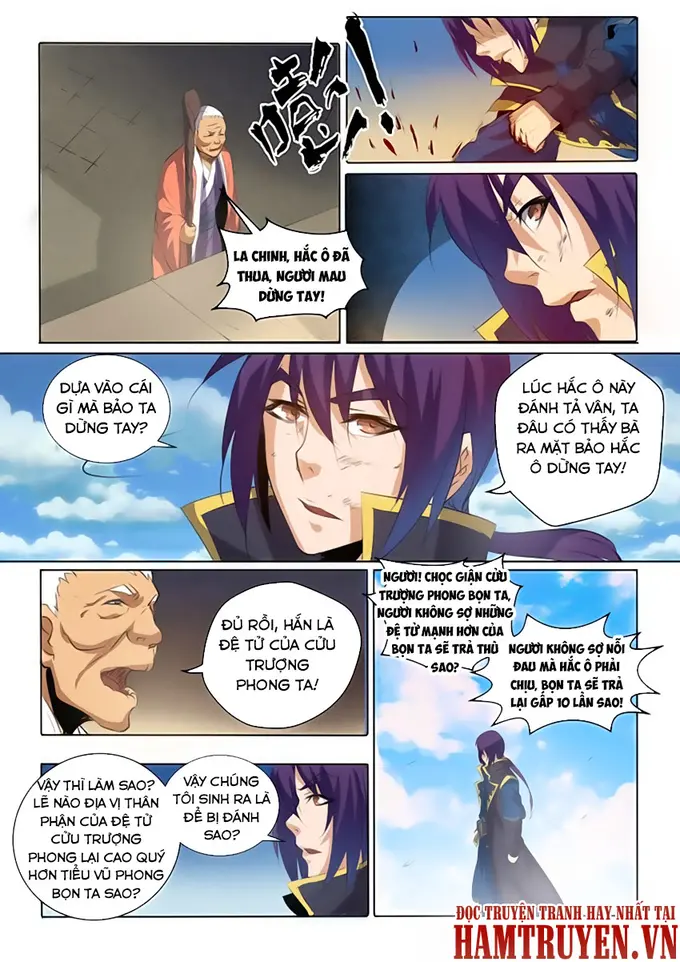 LA CHINH, HẮC Ô ĐÃ
THUA, NGƯỜI MAU
DỪNG TAY!
DỰA VÀO CÁI
GÌ MÀ BẢO TA
DỪNG TAY?
LÚC HẮC Ô NÀY
ĐÁNH TẢ VÂN, TA
ĐÂU CÓ THẤY BÀ
RA MẶT BẢO HẮC
Ô DỪNG TAY!
ĐỦ RỒI, HẮN LÀ
ĐỆ TỬ CỦA CỬU
TRƯỢNG
PHONG TA!
NGƯỜI! CHỌC GIẬN CỬU
TRƯỢNG PHONG BỌN TA,
NGƯỜI KHÔNG SỢ NHỮNG
ĐỆ TỬ MẠNH HƠN CỦA
BỌN TA SẼ TRẢ THÙ
SAO?
NGƯỜI KHÔNG SỢ NỖI
ĐAU MÀ HẮC Ô PHẢI
CHỊU, BỌN TA SẼ TRẢ
LẠI GẤP 10 LẦN SAO!
VẬY THÌ LÀM SAO?
LẼ NÀO ĐỊA VỊ THÂN
PHẬN CỦA ĐỆ TỬ
CỬU TRƯỢNG
PHONG LẠI CAO QUÝ
HƠN TIỂU VŨ PHONG
BỌN TA SAO?
VẬY CHÚNG
TÔI SINH RA LÀ
ĐỂ BỊ ĐÁNH
SAO?
ĐỌC TRUYỆN TRANH HAY NHẤT TẠI
HAMTRUYEN.VN